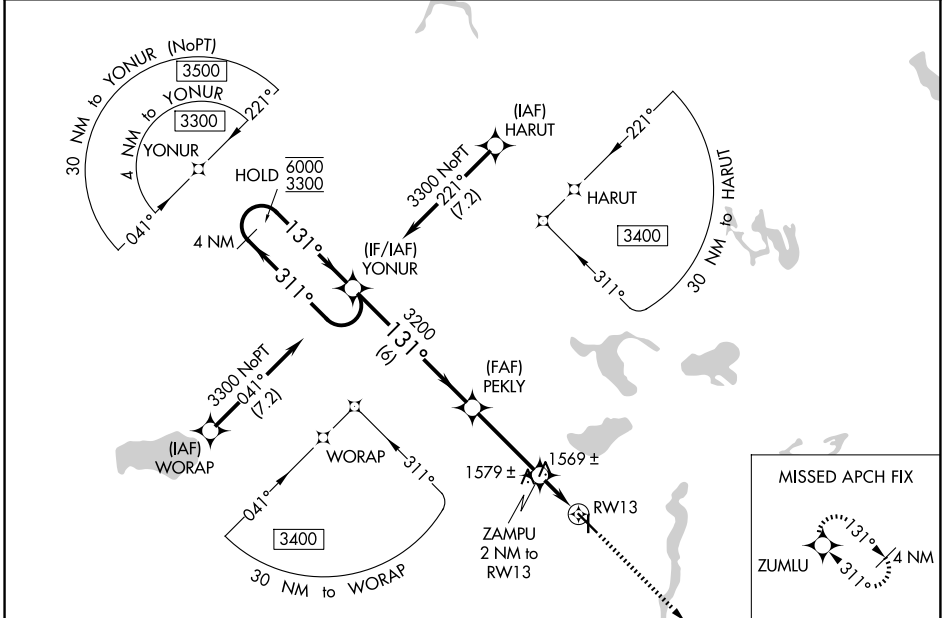 30 NM to YONUR (NoPT)
3500
4 NM to YONUR
3300
221°
YONUR
041°
HOLD 6000
3300
4 NM
131°
311°
(IF/IAF)
YONUR
(IAF)
HARUT
3300 NoPT
221°
(7.2)
221°
HARUT
3400
311°
30 NM to HARUT
3200
131°
(6)
(FAF)
PEKLY
3300 NoPT
041°
(7.2)
(IAF)
WORAP
WORAP
041°
311°
3400
30 NM to WORAP
1579 ±
1569 ±
RW13
ZAMPU
2 NM to
RW13
MISSED APCH FIX
131°
4 NM
ZUMLU
311°